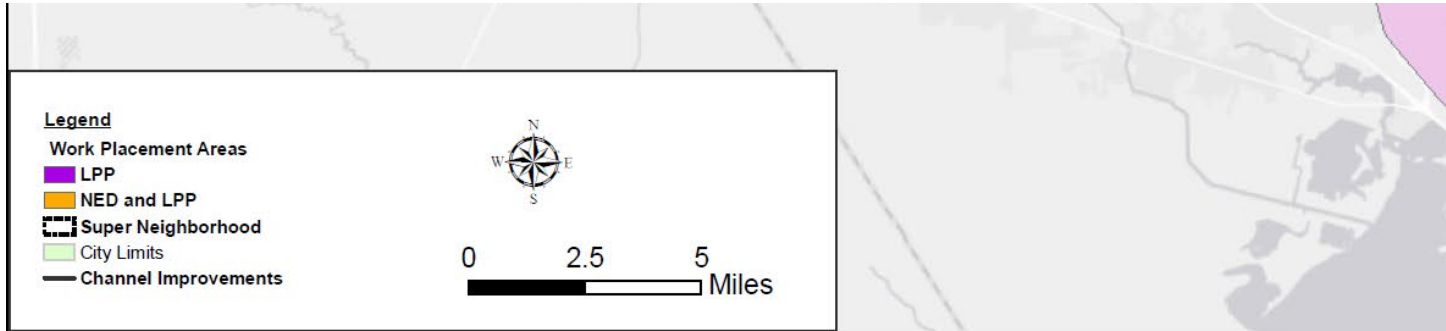 Legend
Work Placement Areas
LPP
NED and LPP
Super Neighborhood
City Limits
Channel Improvements
N
W E
S
0 2.5 5
Miles